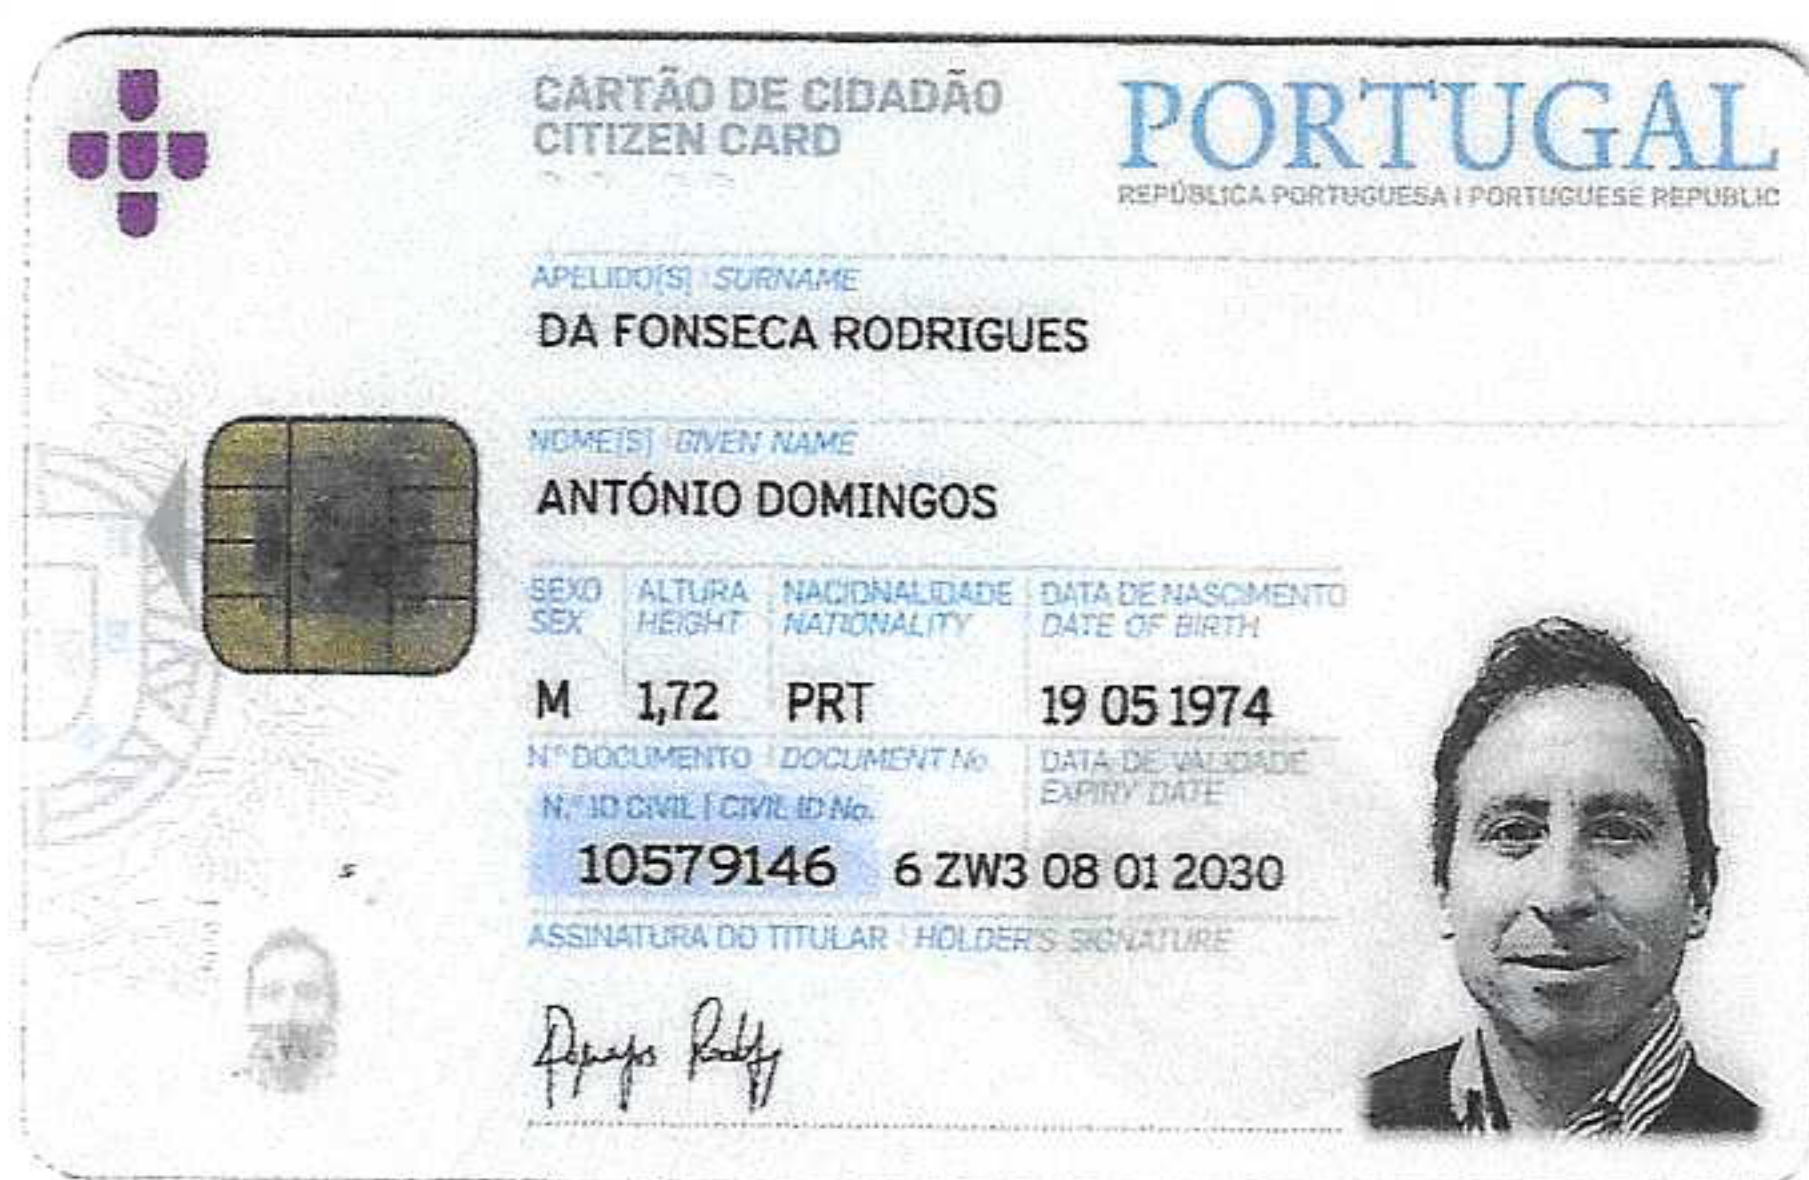 CARTÃO DE CIDADÃO
CITIZEN CARD
PORTUGAL
REPÚBLICA PORTUGUESA | PORTUGUESE REPUBLIC
APELIDO[S] SURNAME
DA FONSECA RODRIGUES
NOME[S] GIVEN NAME
ANTÓNIO DOMINGOS
SEXO ALTURA NACIONALIDADE DATA DE NASCIMENTO
SEX HEIGHT NATIONALITY DATE OF BIRTH
M 1,72 PRT 19 05 1974
Nº DOCUMENTO DOCUMENT No. DATA DE VALIDADE
N.º ID CIVIL | CIVIL ID No. EXPIRY DATE
10579146 6 ZW3 08 01 2030
ASSINATURA DO TITULAR HOLDER'S SIGNATURE